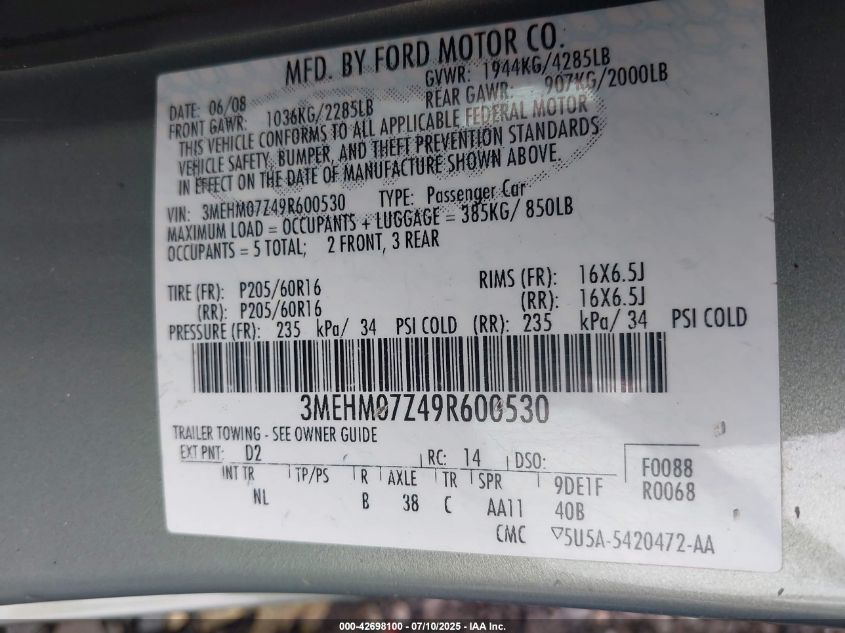 MFD. BY FORD MOTOR CO.
DATE: 06/08 GVWR: 1944KG/4285LB
FRONT GAWR: 1036KG/2285LB REAR GAWR: 907KG/2000LB
THIS VEHICLE CONFORMS TO ALL APPLICABLE FEDERAL MOTOR
VEHICLE SAFETY, BUMPER, AND THEFT PREVENTION STANDARDS
IN EFFECT ON THE DATE OF MANUFACTURE SHOWN ABOVE.
VIN: 3MEHM07Z49R600530 TYPE: Passenger Car
MAXIMUM LOAD = OCCUPANTS + LUGGAGE = 385KG/ 850LB
OCCUPANTS = 5 TOTAL; 2 FRONT, 3 REAR
TIRE (FR): P205/60R16 RIMS (FR): 16X6.5J
(RR): P205/60R16 (RR): 16X6.5J
PRESSURE (FR): 235 kPa/ 34 PSI COLD (RR): 235 kPa/ 34 PSI COLD
3MEHM07Z49R600530
TRAILER TOWING - SEE OWNER GUIDE
EXT PNT: D2 RC: 14 DSO: F0088
INT TR TP/PS R AXLE TR SPR 9DE1F R0068
NL B 38 C AA11 40B
CMC ▽5U5A-5420472-AA
000-42698100 - 07/10/2025 - IAA Inc.